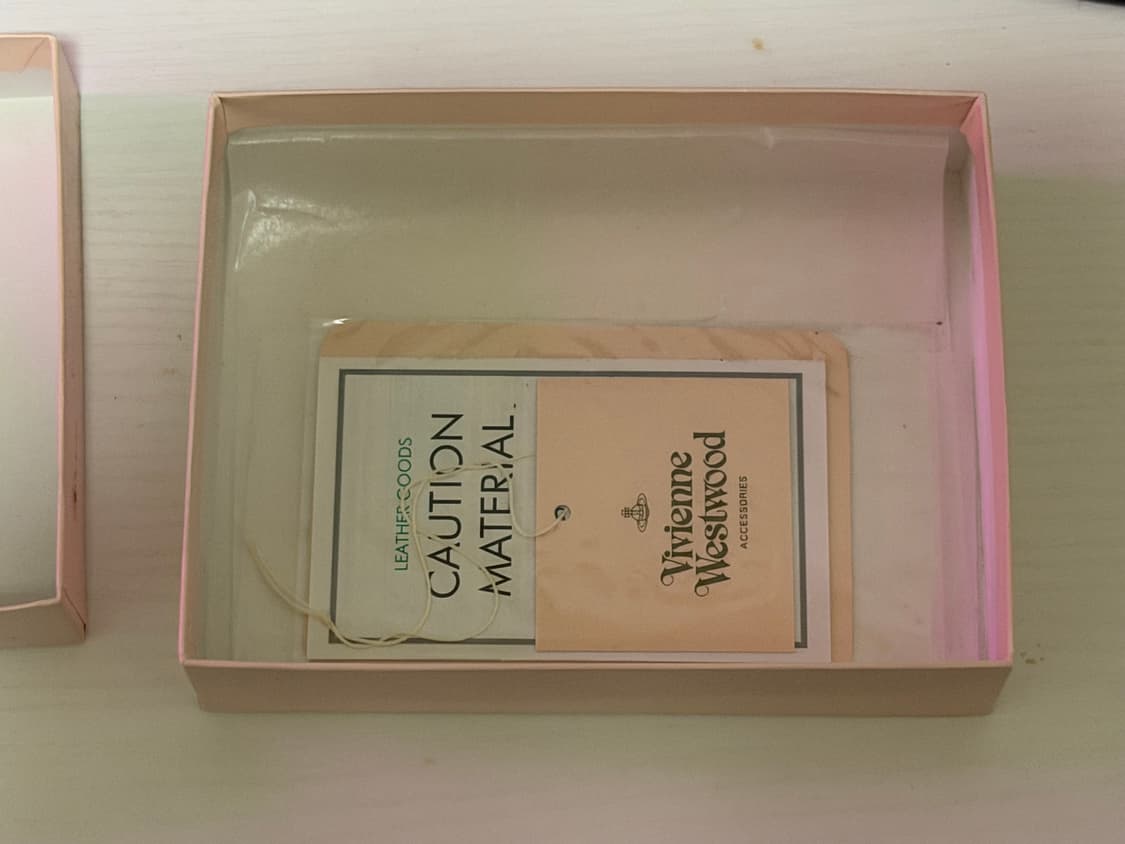 LEATHER GOODS
CAUTION
MATERIAL.
Vivienne
Westwood
ACCESSORIES